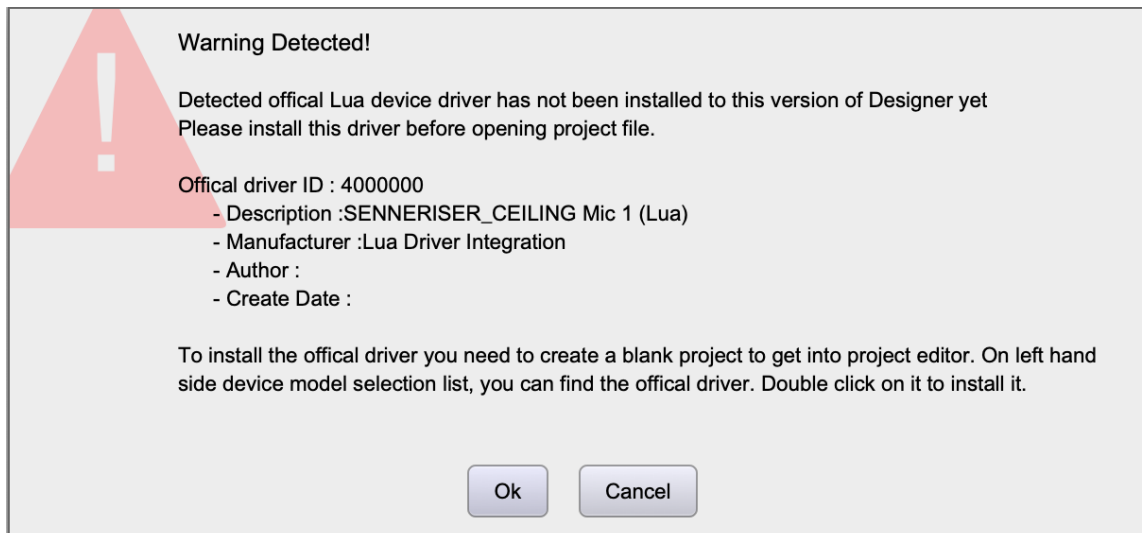 Warning Detected!
Detected offical Lua device driver has not been installed to this version of Designer yet
Please install this driver before opening project file.
Offical driver ID : 4000000
- Description :SENNERISER_CEILING Mic 1 (Lua)
- Manufacturer :Lua Driver Integration
- Author :
- Create Date :
To install the offical driver you need to create a blank project to get into project editor. On left hand
side device model selection list, you can find the offical driver. Double click on it to install it.
Ok
Cancel